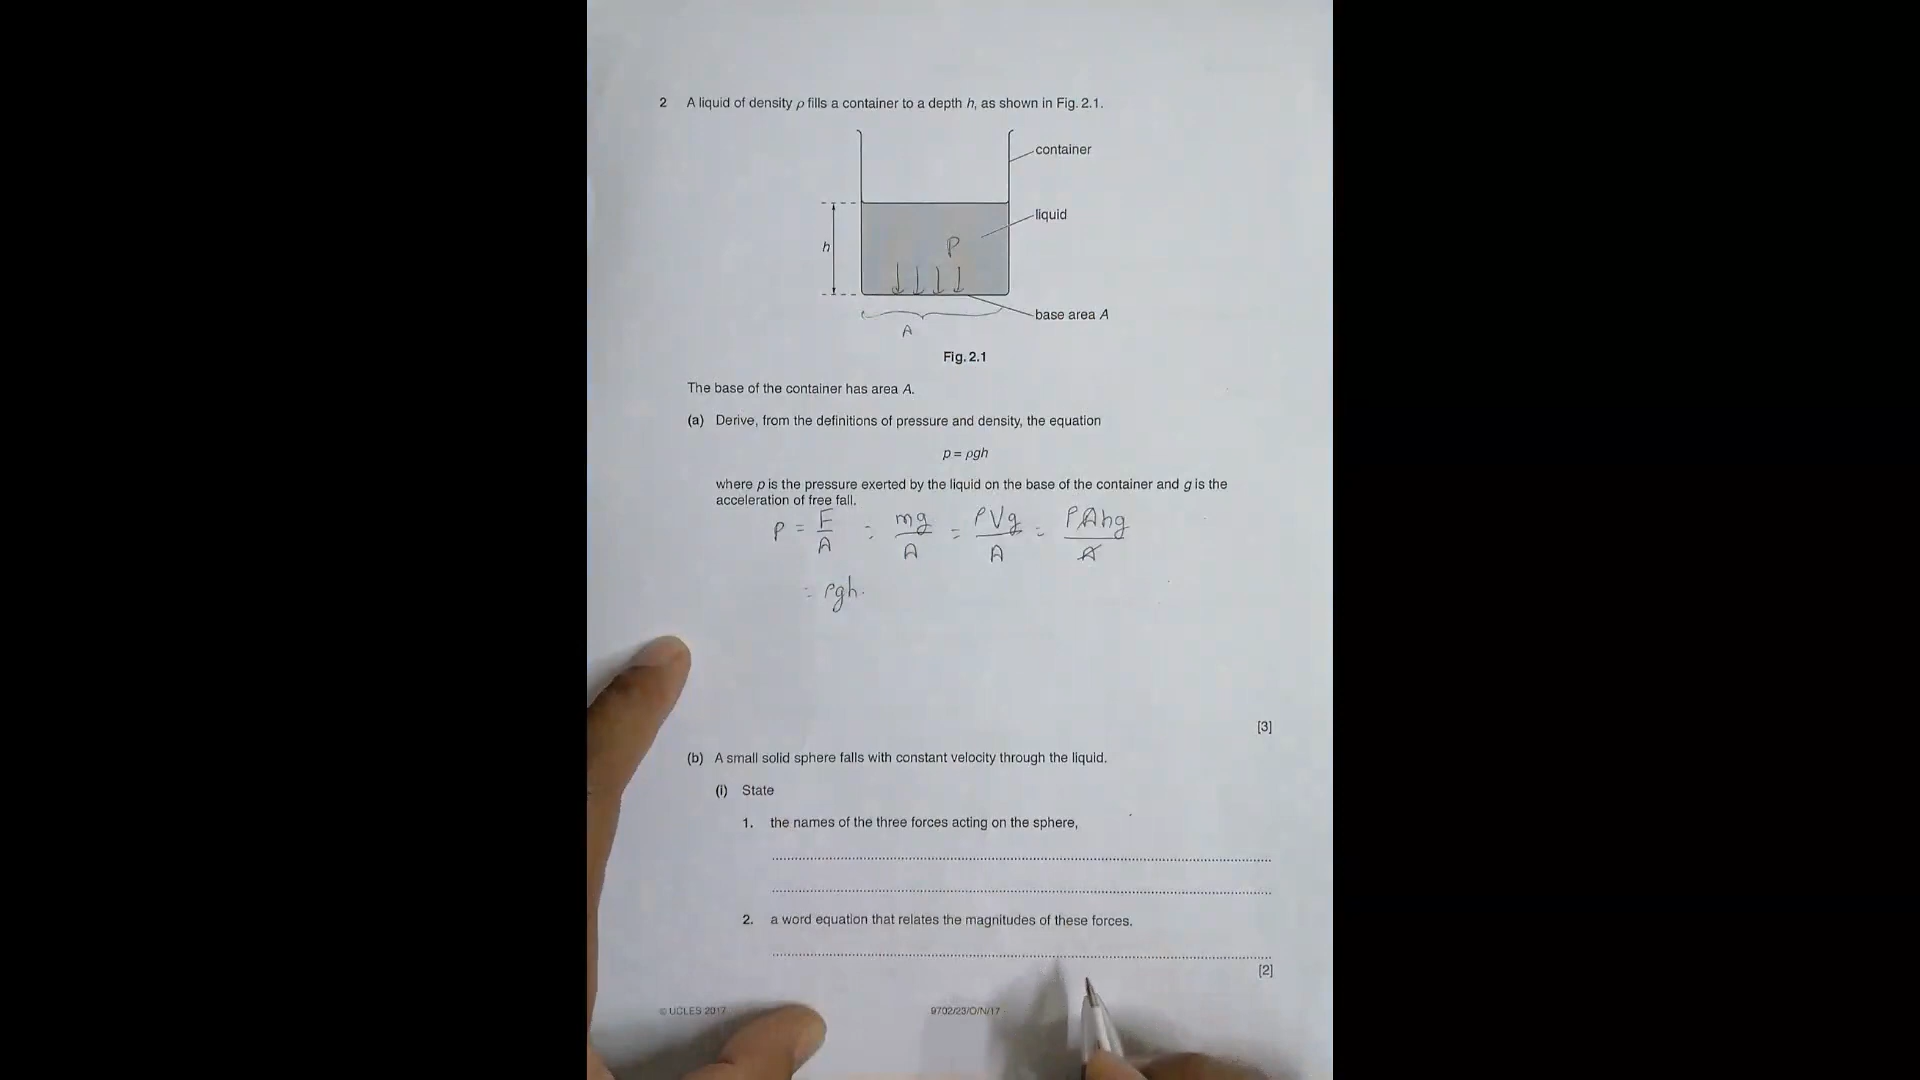 2 A liquid of density ρ fills a container to a depth h, as shown in Fig. 2.1.
container
liquid
h
P
base area A
A
Fig. 2.1
The base of the container has area A.
(a) Derive, from the definitions of pressure and density, the equation
p = ρgh
where p is the pressure exerted by the liquid on the base of the container and g is the
acceleration of free fall.
P = F/A = mg/A = ρVg/A = ρAhg/A
= ρgh.
[3]
(b) A small solid sphere falls with constant velocity through the liquid.
(i) State
1. the names of the three forces acting on the sphere,
2. a word equation that relates the magnitudes of these forces.
[2]
© UCLES 2017
9702/23/O/N/17